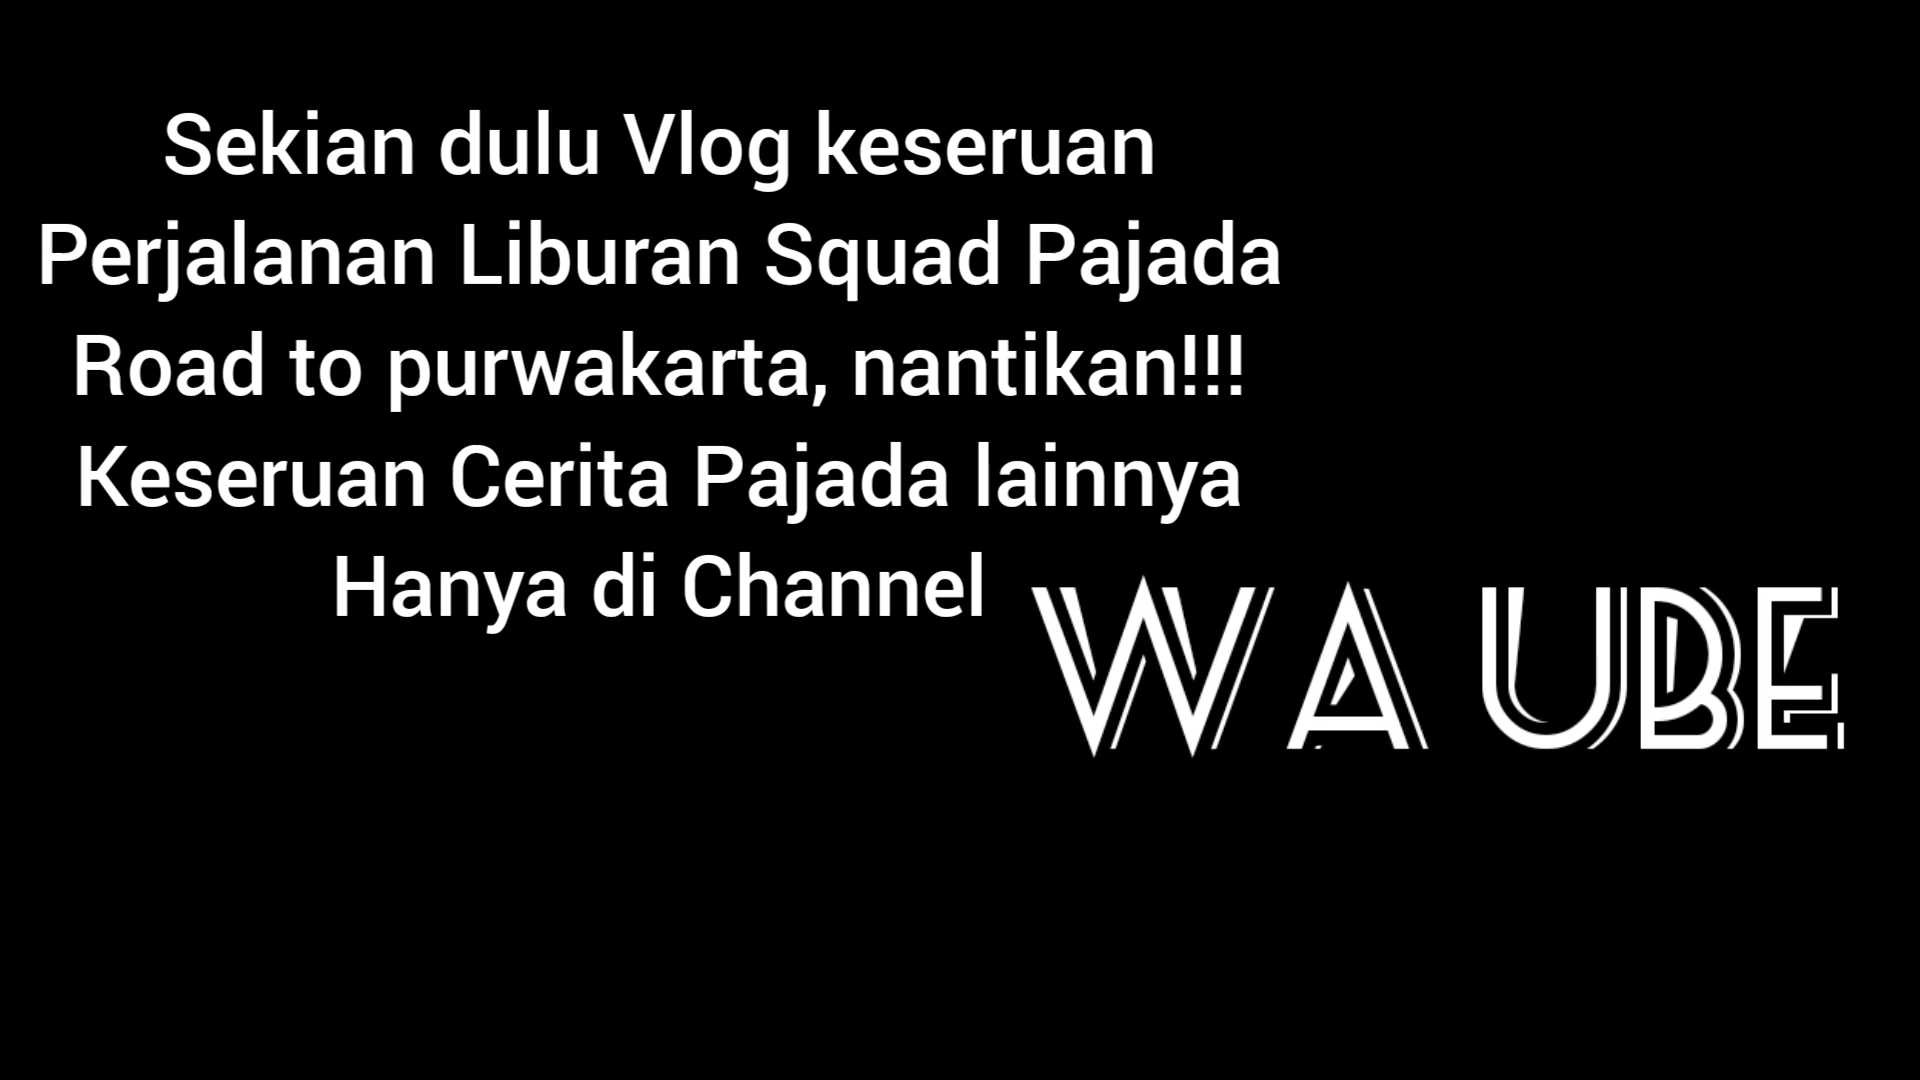 Sekian dulu Vlog keseruan
Perjalanan Liburan Squad Pajada
Road to purwakarta, nantikan!!!
Keseruan Cerita Pajada lainnya
Hanya di Channel
WA UBE